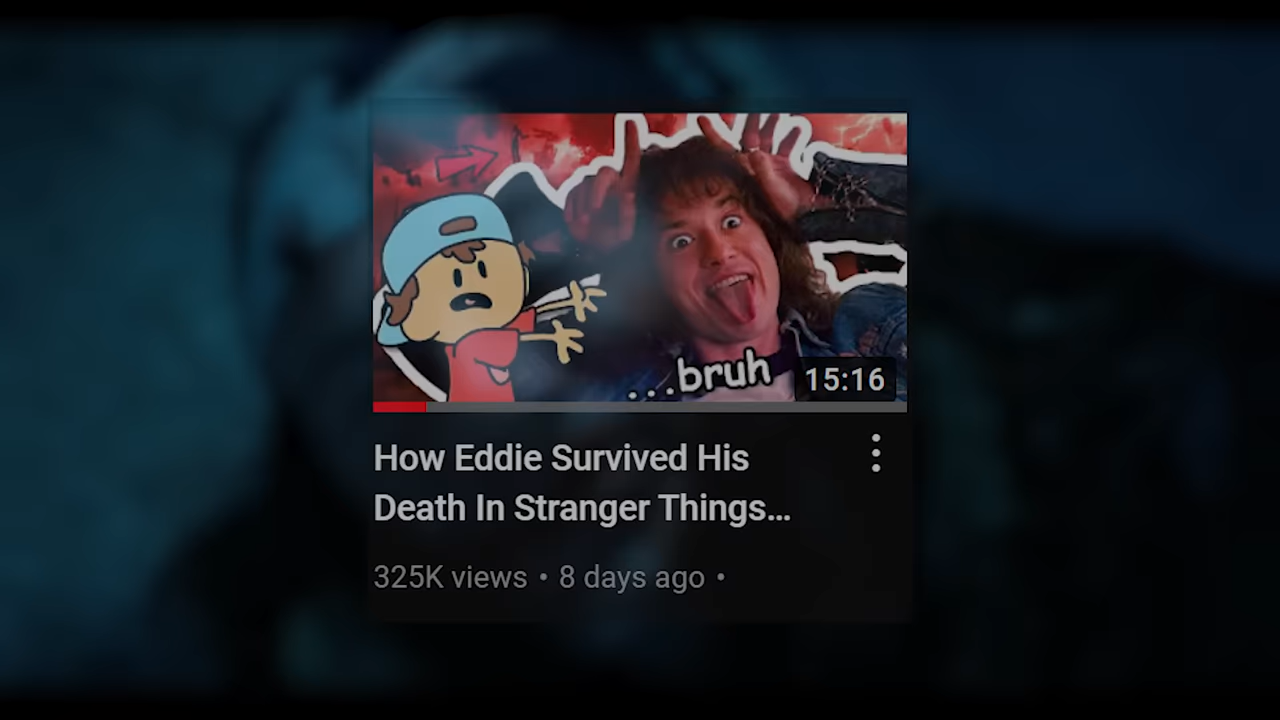 ...bruh
15:16
How Eddie Survived His
Death In Stranger Things...
325K views • 8 days ago •